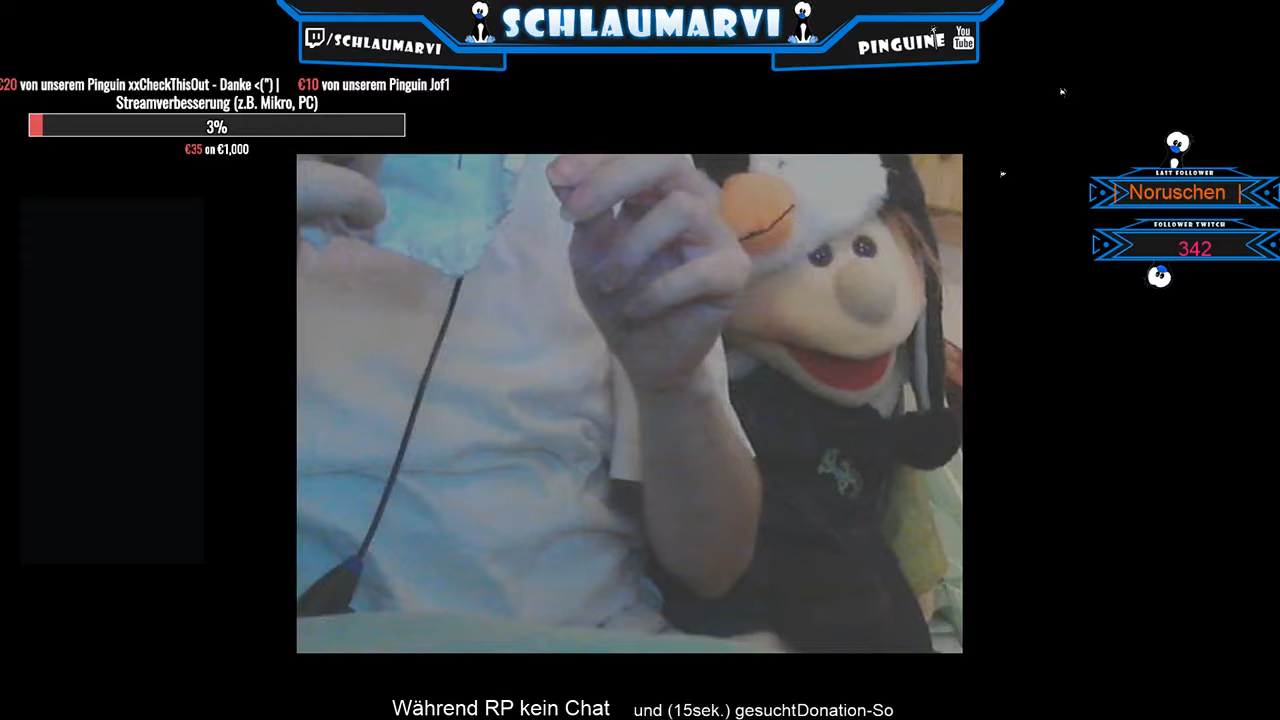 SCHLAUMARVI
/SCHLAUMARVI
PINGUINE
You
Tube
€20 von unserem Pinguin xxCheckThisOut - Danke <(") | €10 von unserem Pinguin Jof1
Streamverbesserung (z.B. Mikro, PC)
3%
€35 on €1,000
LAST FOLLOWER
| Noruschen |
FOLLOWER TWITCH
342
Während RP kein Chat und (15sek.) gesuchtDonation-So